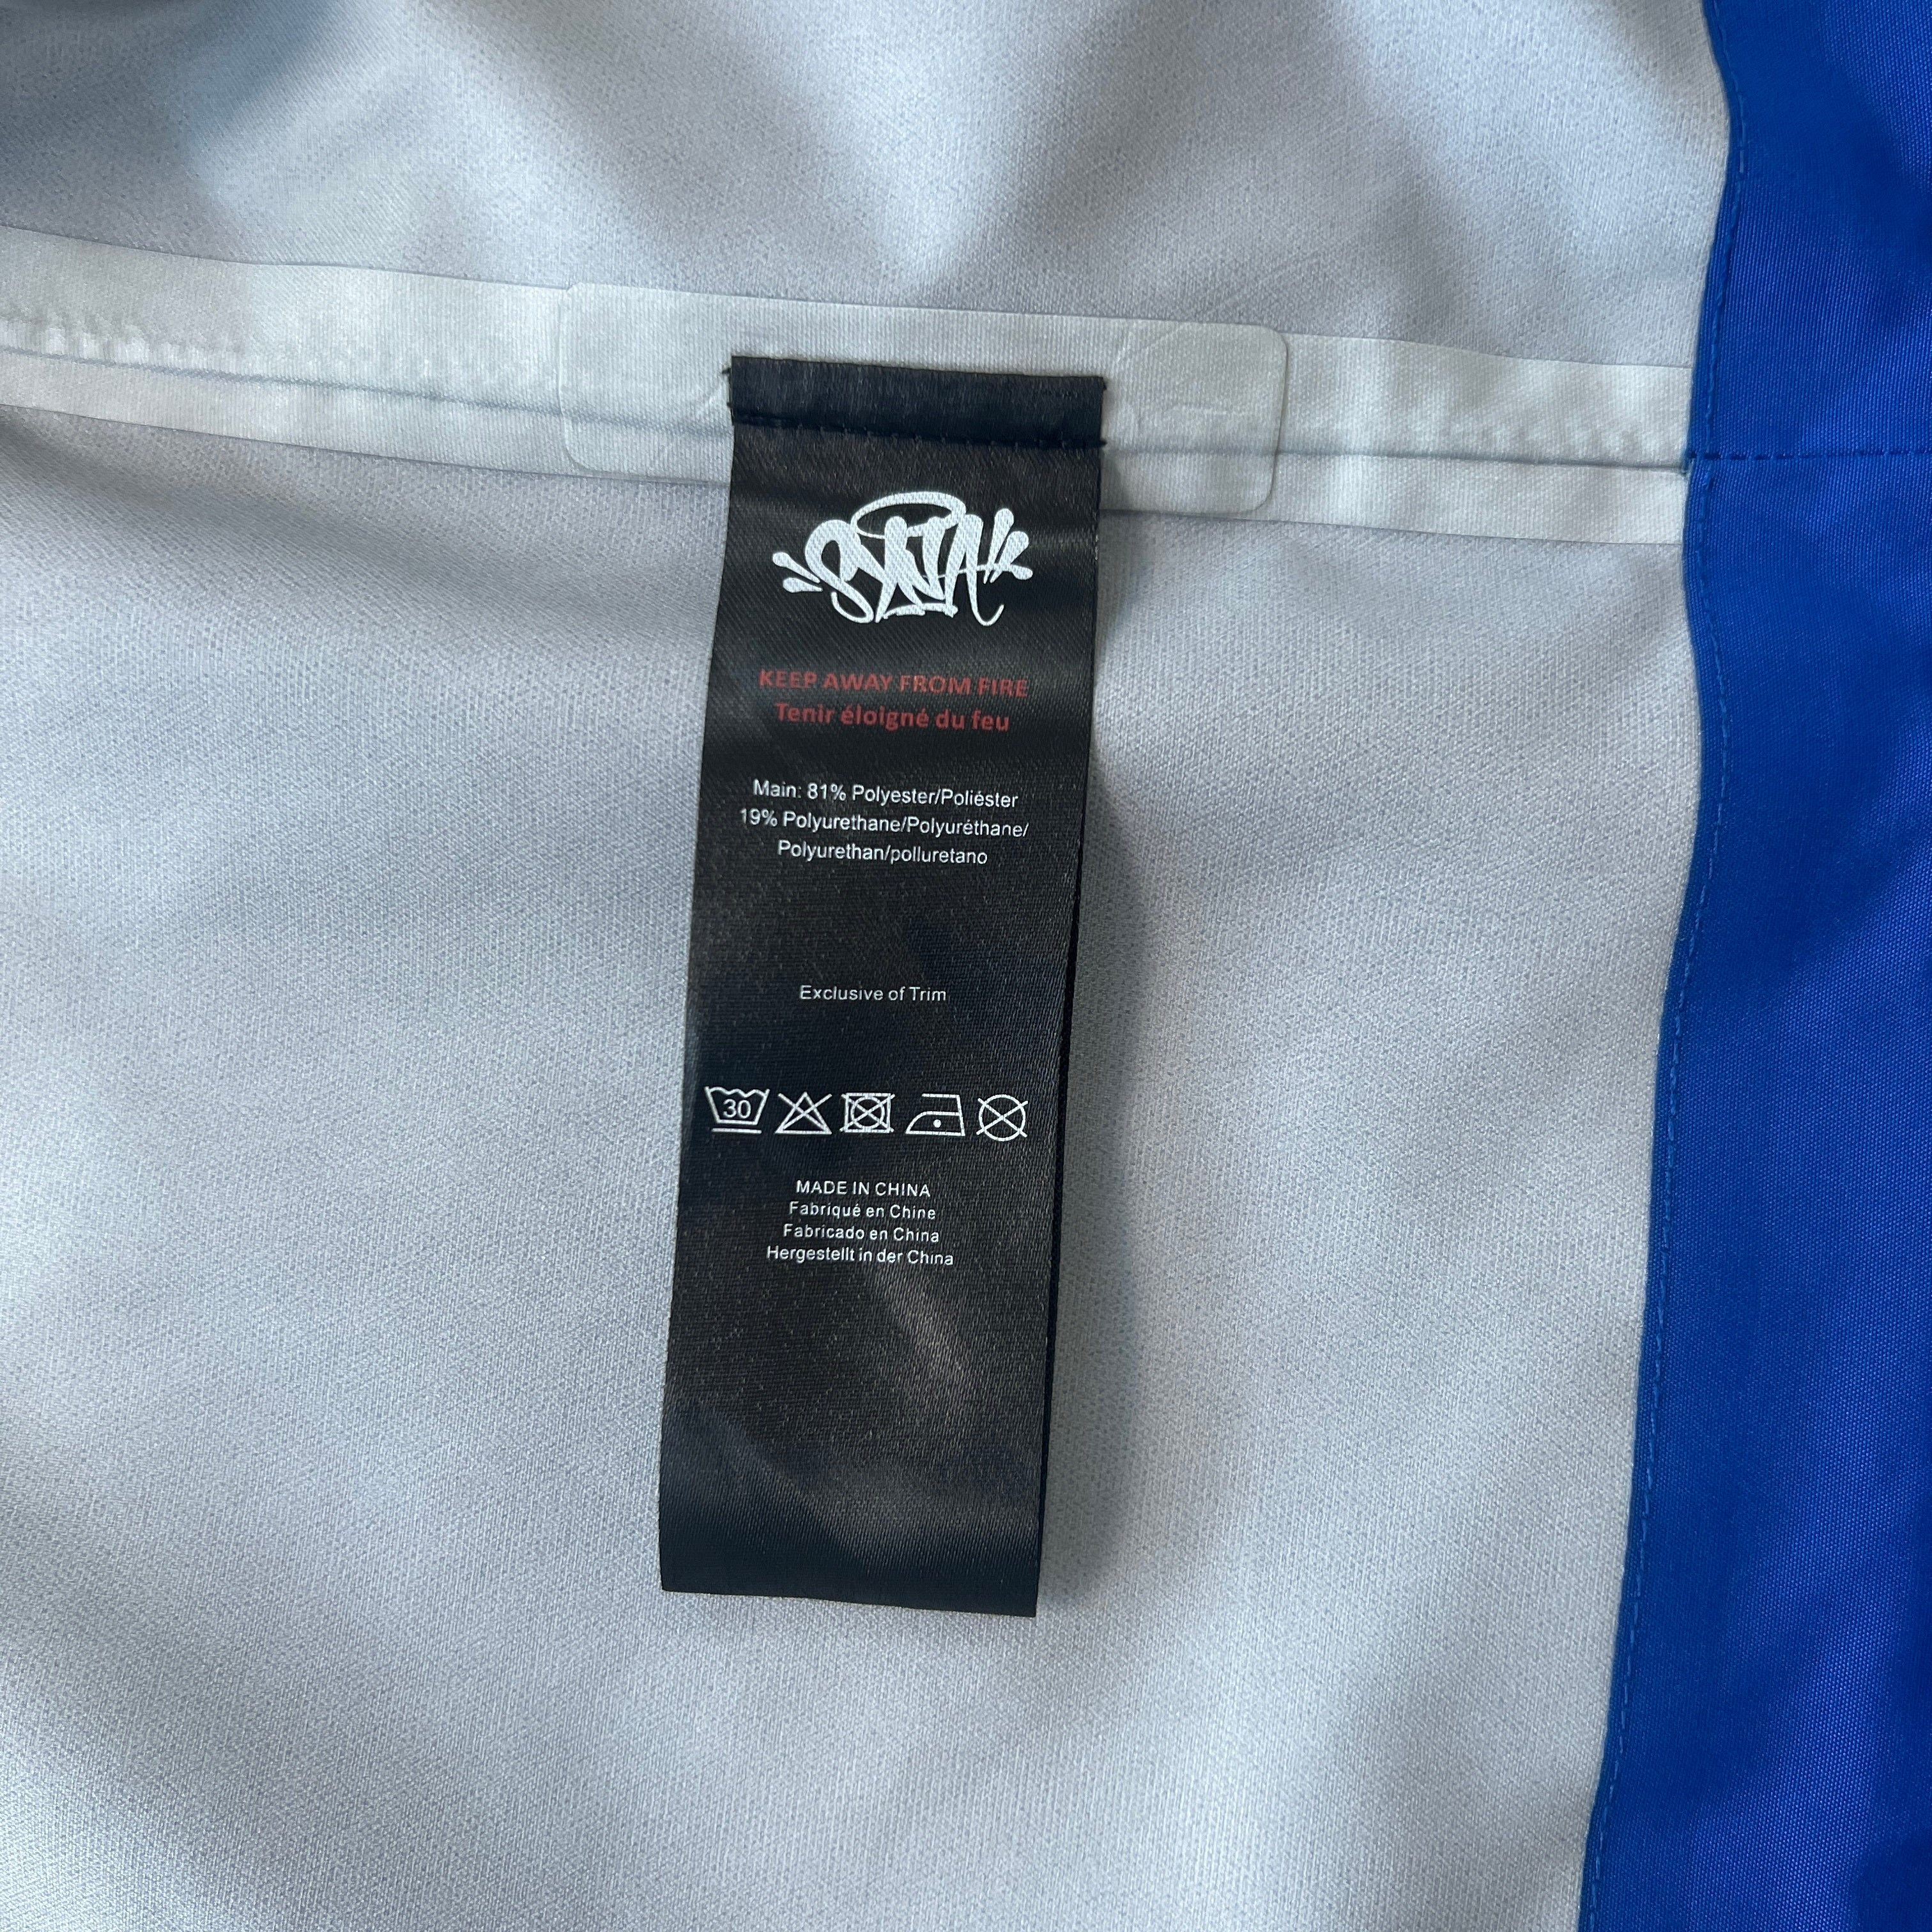 SYNA
KEEP AWAY FROM FIRE
Tenir éloigné du feu
Main: 81% Polyester/Poliéster
19% Polyurethane/Polyuréthane/
Polyurethan/polluretano
Exclusive of Trim
30
MADE IN CHINA
Fabriqué en Chine
Fabricado en China
Hergestellt in der China